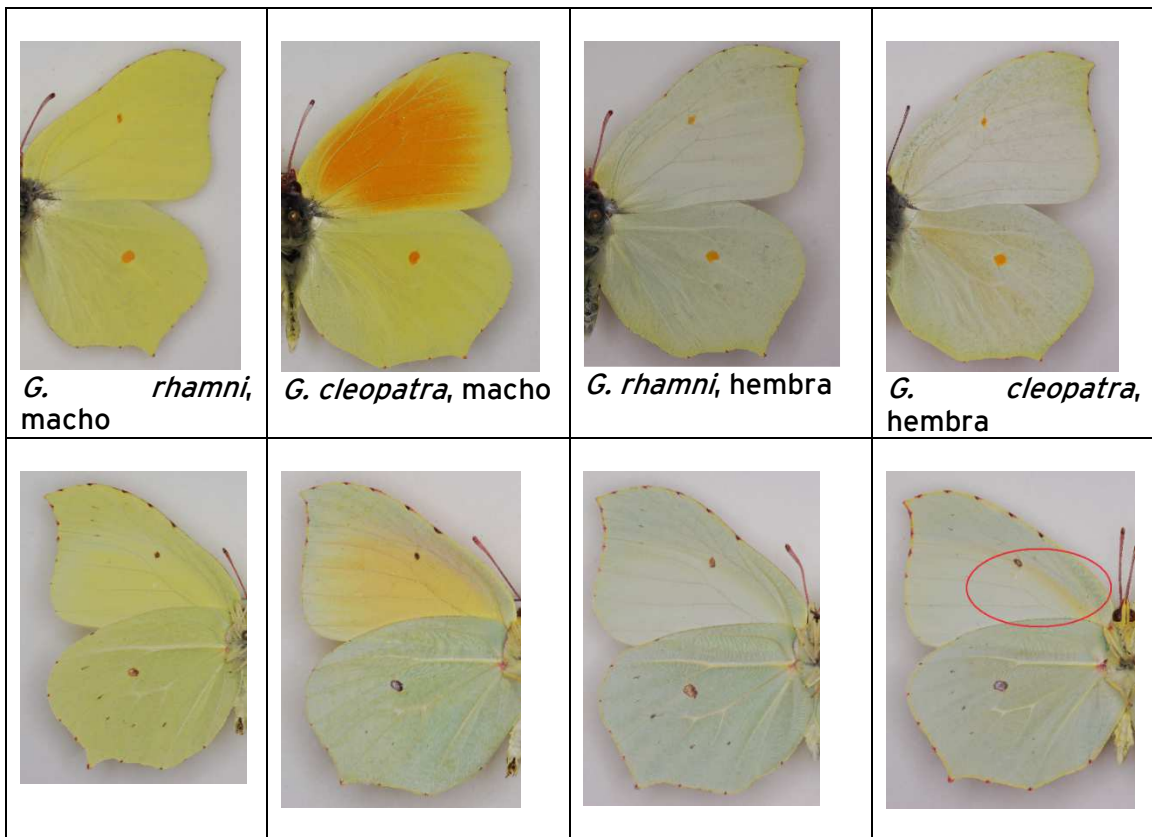 G. rhamni,
macho
G. cleopatra, macho
G. rhamni, hembra
G. cleopatra,
hembra